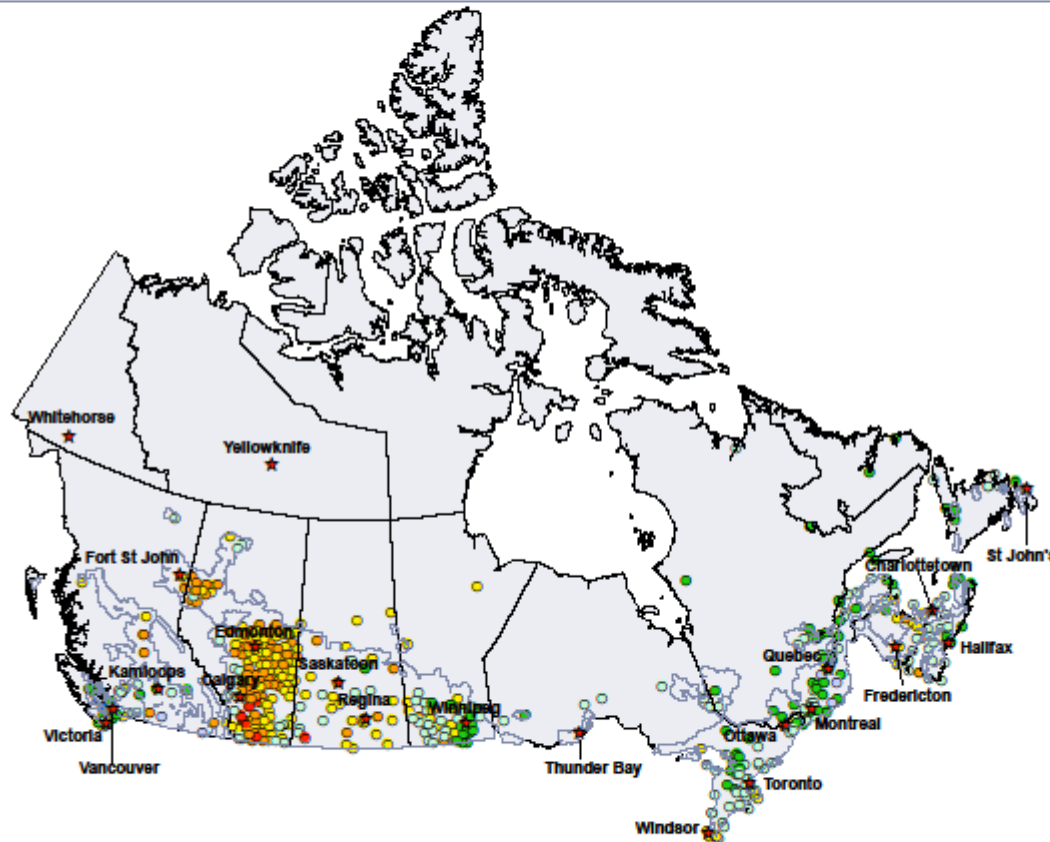 Whitehorse
Yellowknife
Fort St John
St John's
Charlottetown
Edmonton
Saskatoon
Kamloops
Calgary
Quebec
Halifax
Regina
Winnipeg
Fredericton
Victoria
Ottawa
Montreal
Vancouver
Thunder Bay
Toronto
Windsor